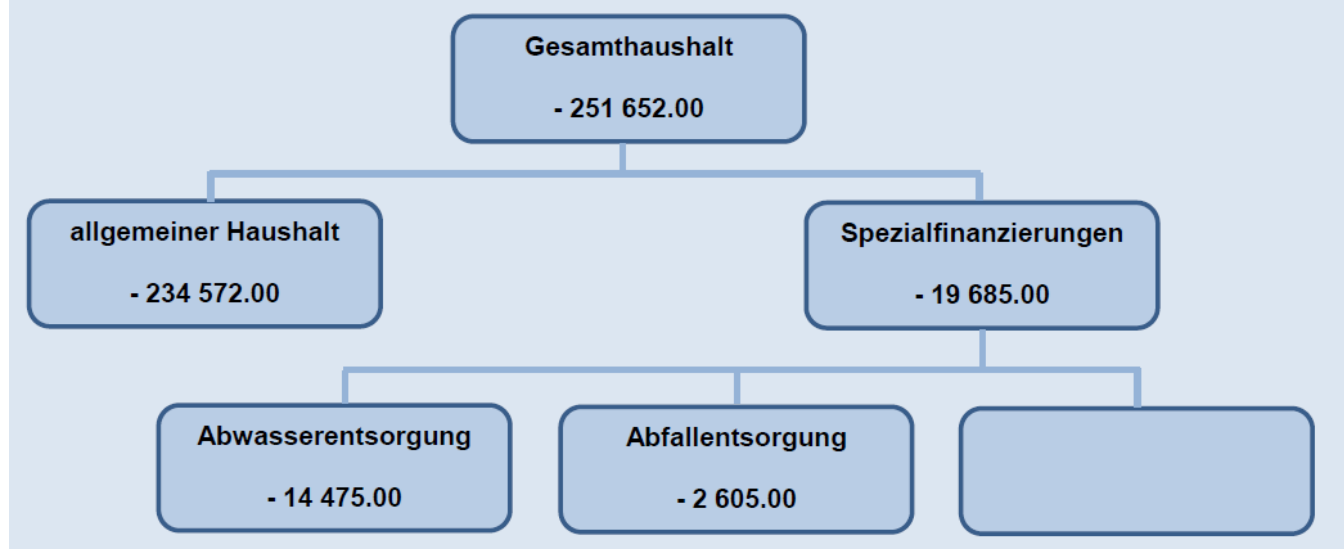 Gesamthaushalt
- 251 652.00
allgemeiner Haushalt
- 234 572.00
Spezialfinanzierungen
- 19 685.00
Abwasserentsorgung
- 14 475.00
Abfallentsorgung
- 2 605.00